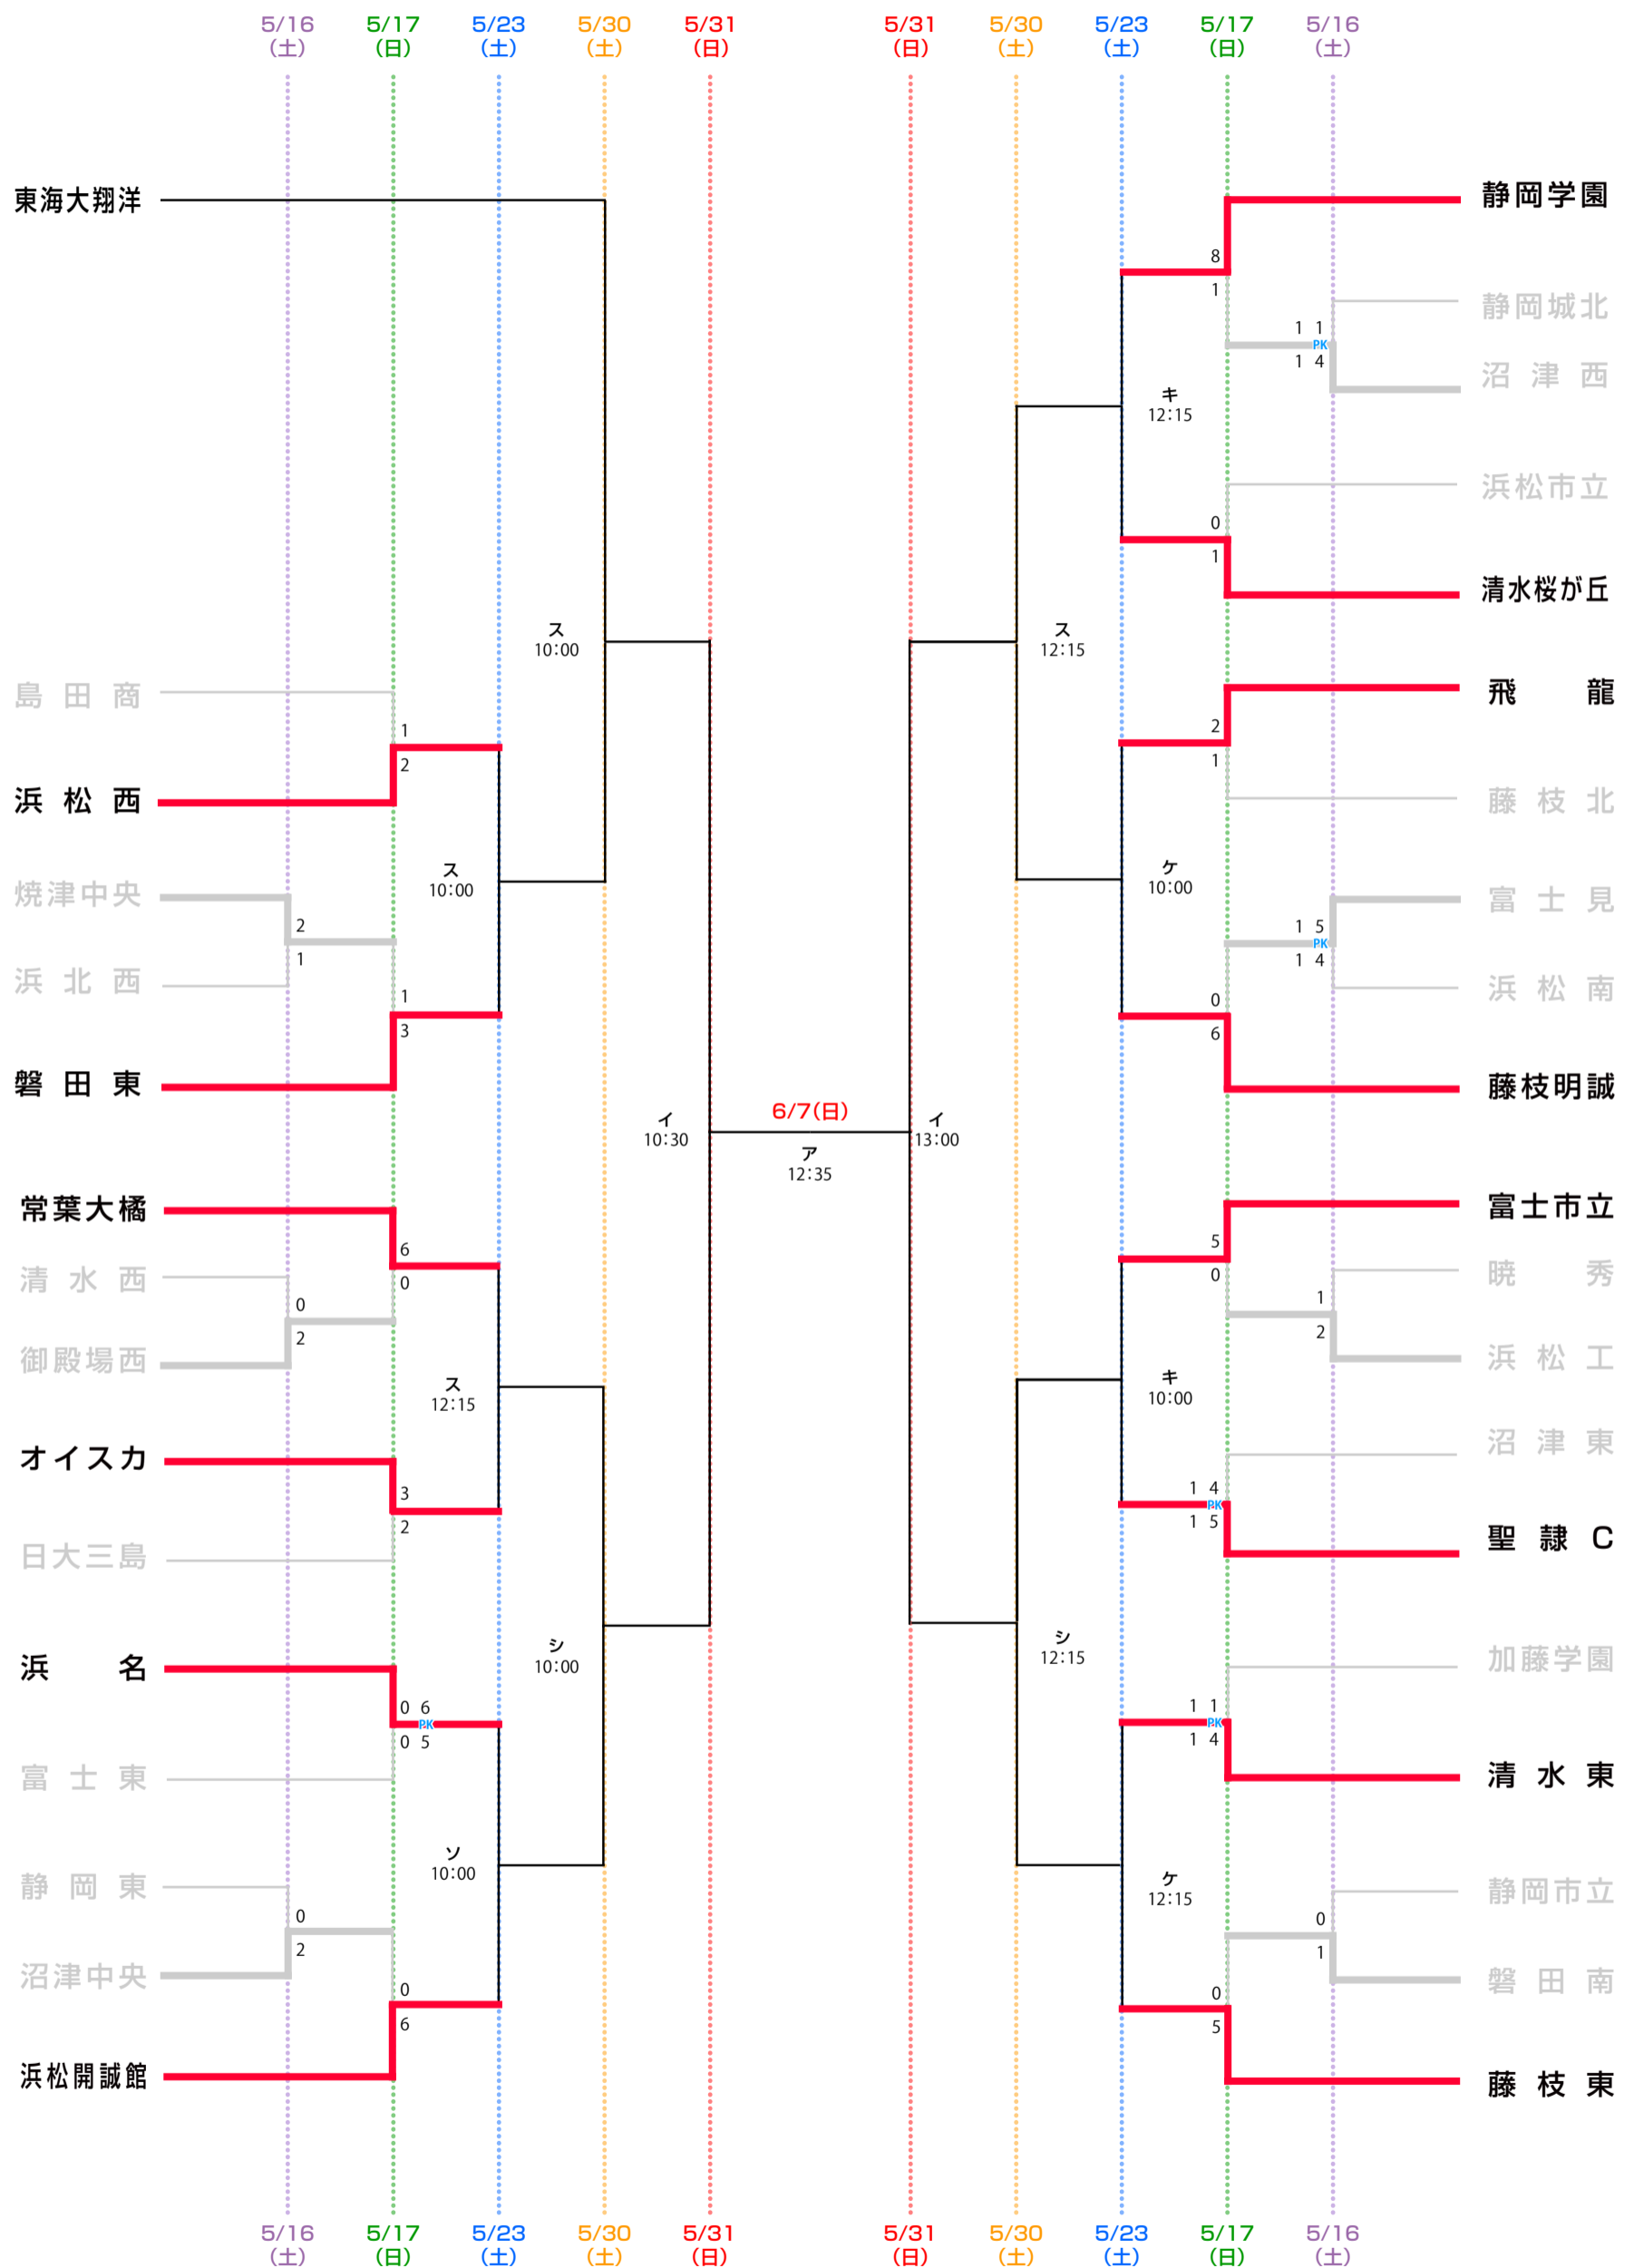 5/16 5/17 5/23 5/30 5/31 5/31 5/30 5/23 5/17 5/16
(土) (日) (土) (土) (日) (日) (土) (土) (日) (土)
東海大翔洋
静岡学園
8
1
静岡城北
1 1
PK
1 4
沼津西
キ
12:15
浜松市立
0
1
清水桜が丘
ス
10:00
ス
12:15
島田商
飛龍
1
2
2
1
浜松西
藤枝北
ス
10:00
ケ
10:00
焼津中央
富士見
2
1
1 5
PK
1 4
浜北西
浜松南
1
3
0
6
磐田東
藤枝明誠
6/7(日)
イ
10:30
イ
13:00
ア
12:35
常葉大橘
富士市立
6
0
5
0
清水西
暁秀
0
2
1
2
御殿場西
浜松工
ス
12:15
キ
10:00
オイスカ
沼津東
3
2
1 4
PK
1 5
日大三島
聖隷C
シ
10:00
シ
12:15
浜名
加藤学園
0 6
PK
0 5
1 1
PK
1 4
富士東
清水東
ソ
10:00
ケ
12:15
静岡東
静岡市立
0
2
0
1
沼津中央
磐田南
0
6
0
5
浜松開誠館
藤枝東
5/16 5/17 5/23 5/30 5/31 5/31 5/30 5/23 5/17 5/16
(土) (日) (土) (土) (日) (日) (土) (土) (日) (土)